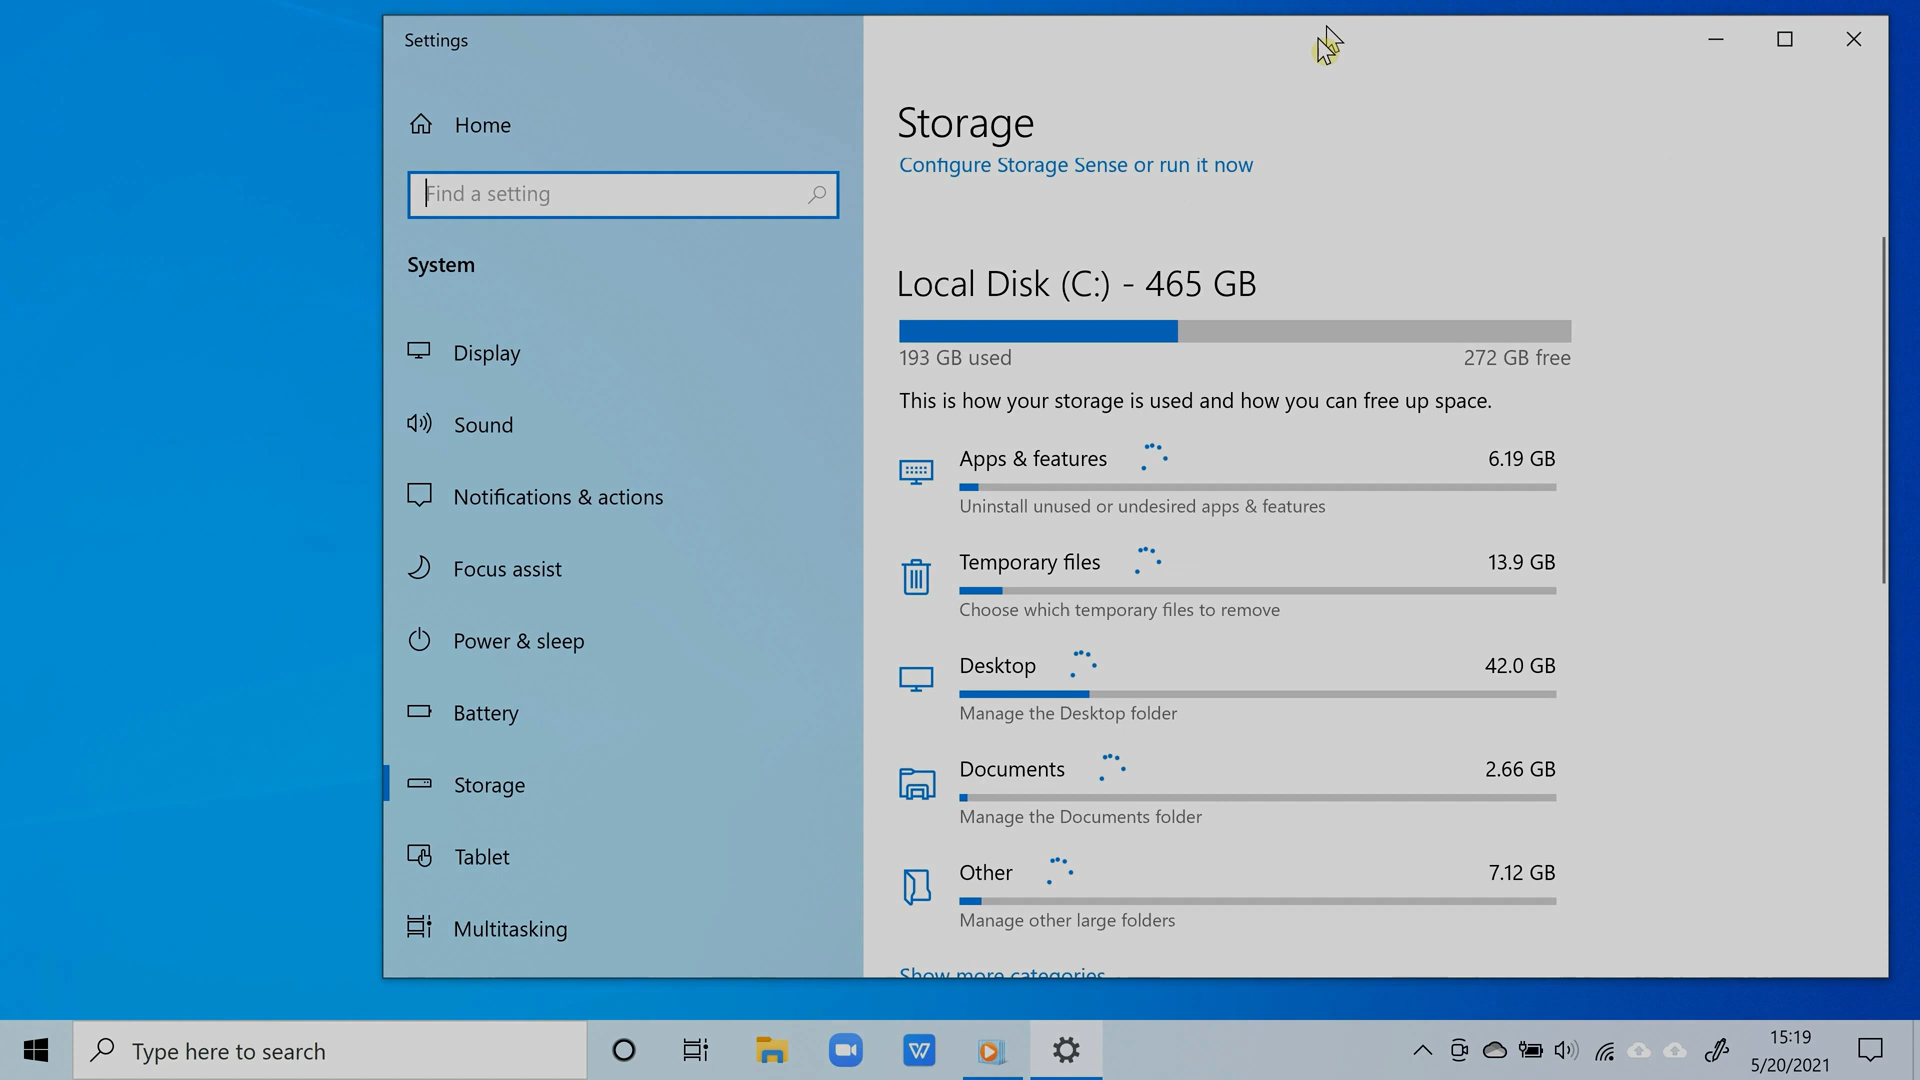 Settings
Home
Find a setting
System
Display
Sound
Notifications & actions
Focus assist
Power & sleep
Battery
Storage
Tablet
Multitasking
Storage
Configure Storage Sense or run it now
Local Disk (C:) - 465 GB
193 GB used
272 GB free
This is how your storage is used and how you can free up space.
Apps & features
6.19 GB
Uninstall unused or undesired apps & features
Temporary files
13.9 GB
Choose which temporary files to remove
Desktop
42.0 GB
Manage the Desktop folder
Documents
2.66 GB
Manage the Documents folder
Other
7.12 GB
Manage other large folders
Show more categories
Type here to search
W
15:19
5/20/2021